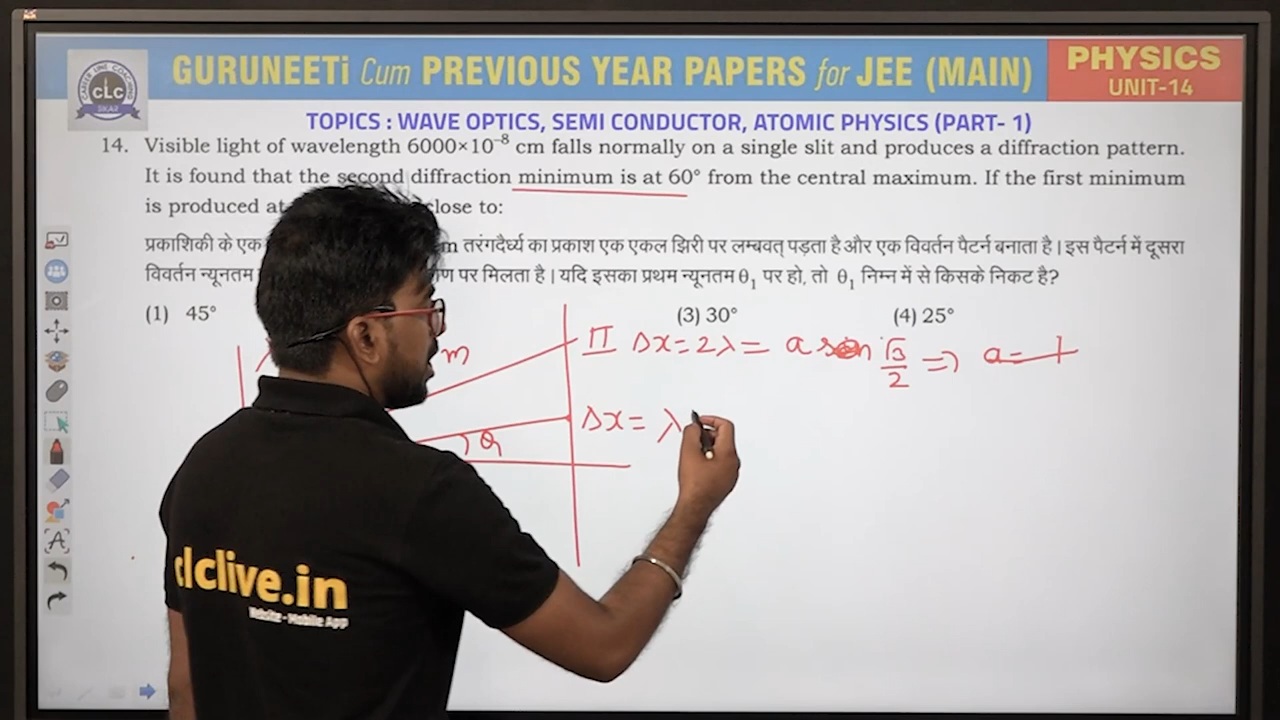 GURUNEETi Cum PREVIOUS YEAR PAPERS for JEE (MAIN)
PHYSICS
UNIT-14
CLC
SIKAR
TOPICS : WAVE OPTICS, SEMI CONDUCTOR, ATOMIC PHYSICS (PART- 1)
14. Visible light of wavelength 6000×10⁻⁸ cm falls normally on a single slit and produces a diffraction pattern.
It is found that the second diffraction minimum is at 60° from the central maximum. If the first minimum
is produced at close to:
प्रकाशिकी के एक m तरंगदैर्ध्य का प्रकाश एक एकल झिरी पर लम्बवत् पड़ता है और एक विवर्तन पैटर्न बनाता है। इस पैटर्न में दूसरा
विवर्तन न्यूनतम पर मिलता है। यदि इसका प्रथम न्यूनतम θ₁ पर हो, तो θ₁ निम्न में से किसके निकट है?
(1) 45° (3) 30° (4) 25°
II Δx = 2λ = a √3/2 ⇒ a =
m
Δx = λ
θ₁
clclive.in
Website - Mobile App